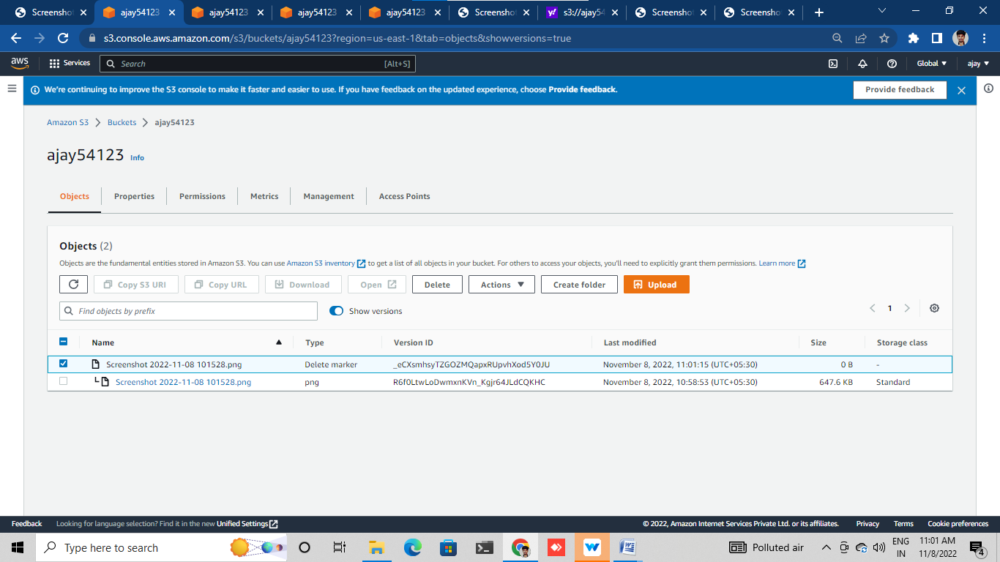 Screenshot
ajay54123
ajay54123
ajay54123
ajay54123
Screenshot
s3://ajay54
Screenshot
Screenshot
s3.console.aws.amazon.com/s3/buckets/ajay54123?region=us-east-1&tab=objects&showversions=true
aws Services Search [Alt+S] Global ajay
We're continuing to improve the S3 console to make it faster and easier to use. If you have feedback on the updated experience, choose Provide feedback. Provide feedback
Amazon S3 > Buckets > ajay54123
ajay54123 Info
Objects Properties Permissions Metrics Management Access Points
Objects (2)
Objects are the fundamental entities stored in Amazon S3. You can use Amazon S3 inventory to get a list of all objects in your bucket. For others to access your objects, you'll need to explicitly grant them permissions. Learn more
Copy S3 URI Copy URL Download Open Delete Actions Create folder Upload
Find objects by prefix Show versions 1
Name Type Version ID Last modified Size Storage class
Screenshot 2022-11-08 101528.png Delete marker _eCXsmhsyTZGOZMQapxRUpvhXod5Y0JU November 8, 2022, 11:01:15 (UTC+05:30) 0 B -
Screenshot 2022-11-08 101528.png png R6f0LtwLoDwmxnKVn_Kgjr64JLdCQKHC November 8, 2022, 10:58:53 (UTC+05:30) 647.6 KB Standard
Feedback Looking for language selection? Find it in the new Unified Settings © 2022, Amazon Internet Services Private Ltd. or its affiliates. Privacy Terms Cookie preferences
Type here to search Polluted air ENG 11:01 AM
IN 11/8/2022 4